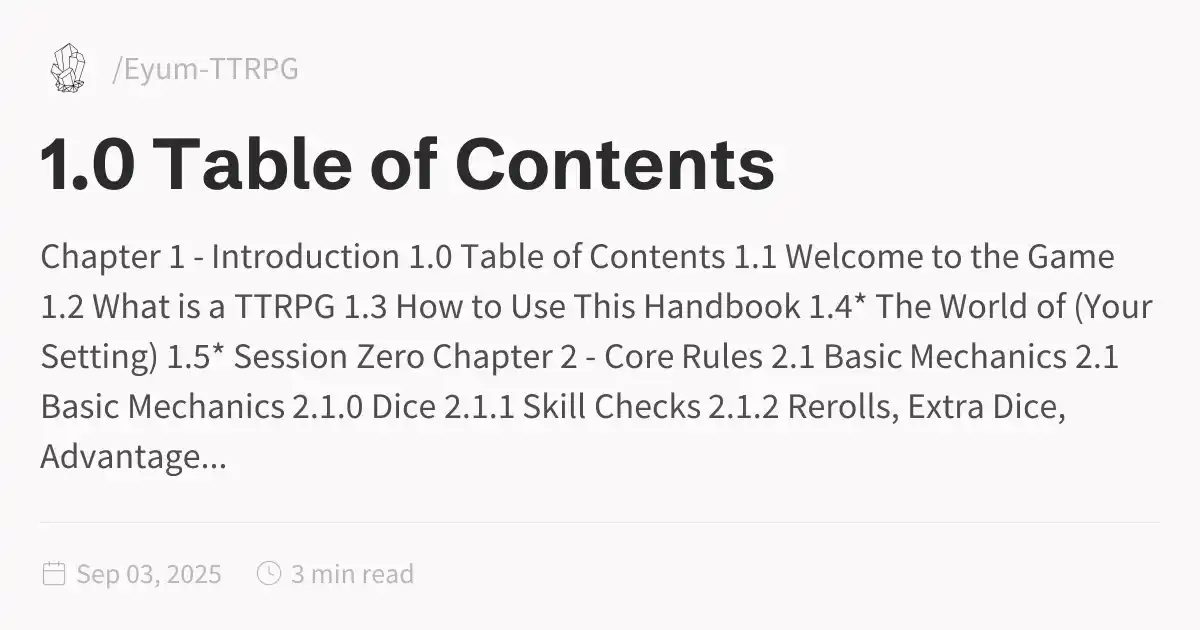 /Eyum-TTRPG
1.0 Table of Contents
Chapter 1 - Introduction 1.0 Table of Contents 1.1 Welcome to the Game
1.2 What is a TTRPG 1.3 How to Use This Handbook 1.4* The World of (Your
Setting) 1.5* Session Zero Chapter 2 - Core Rules 2.1 Basic Mechanics 2.1
Basic Mechanics 2.1.0 Dice 2.1.1 Skill Checks 2.1.2 Rerolls, Extra Dice,
Advantage...
Sep 03, 2025 3 min read